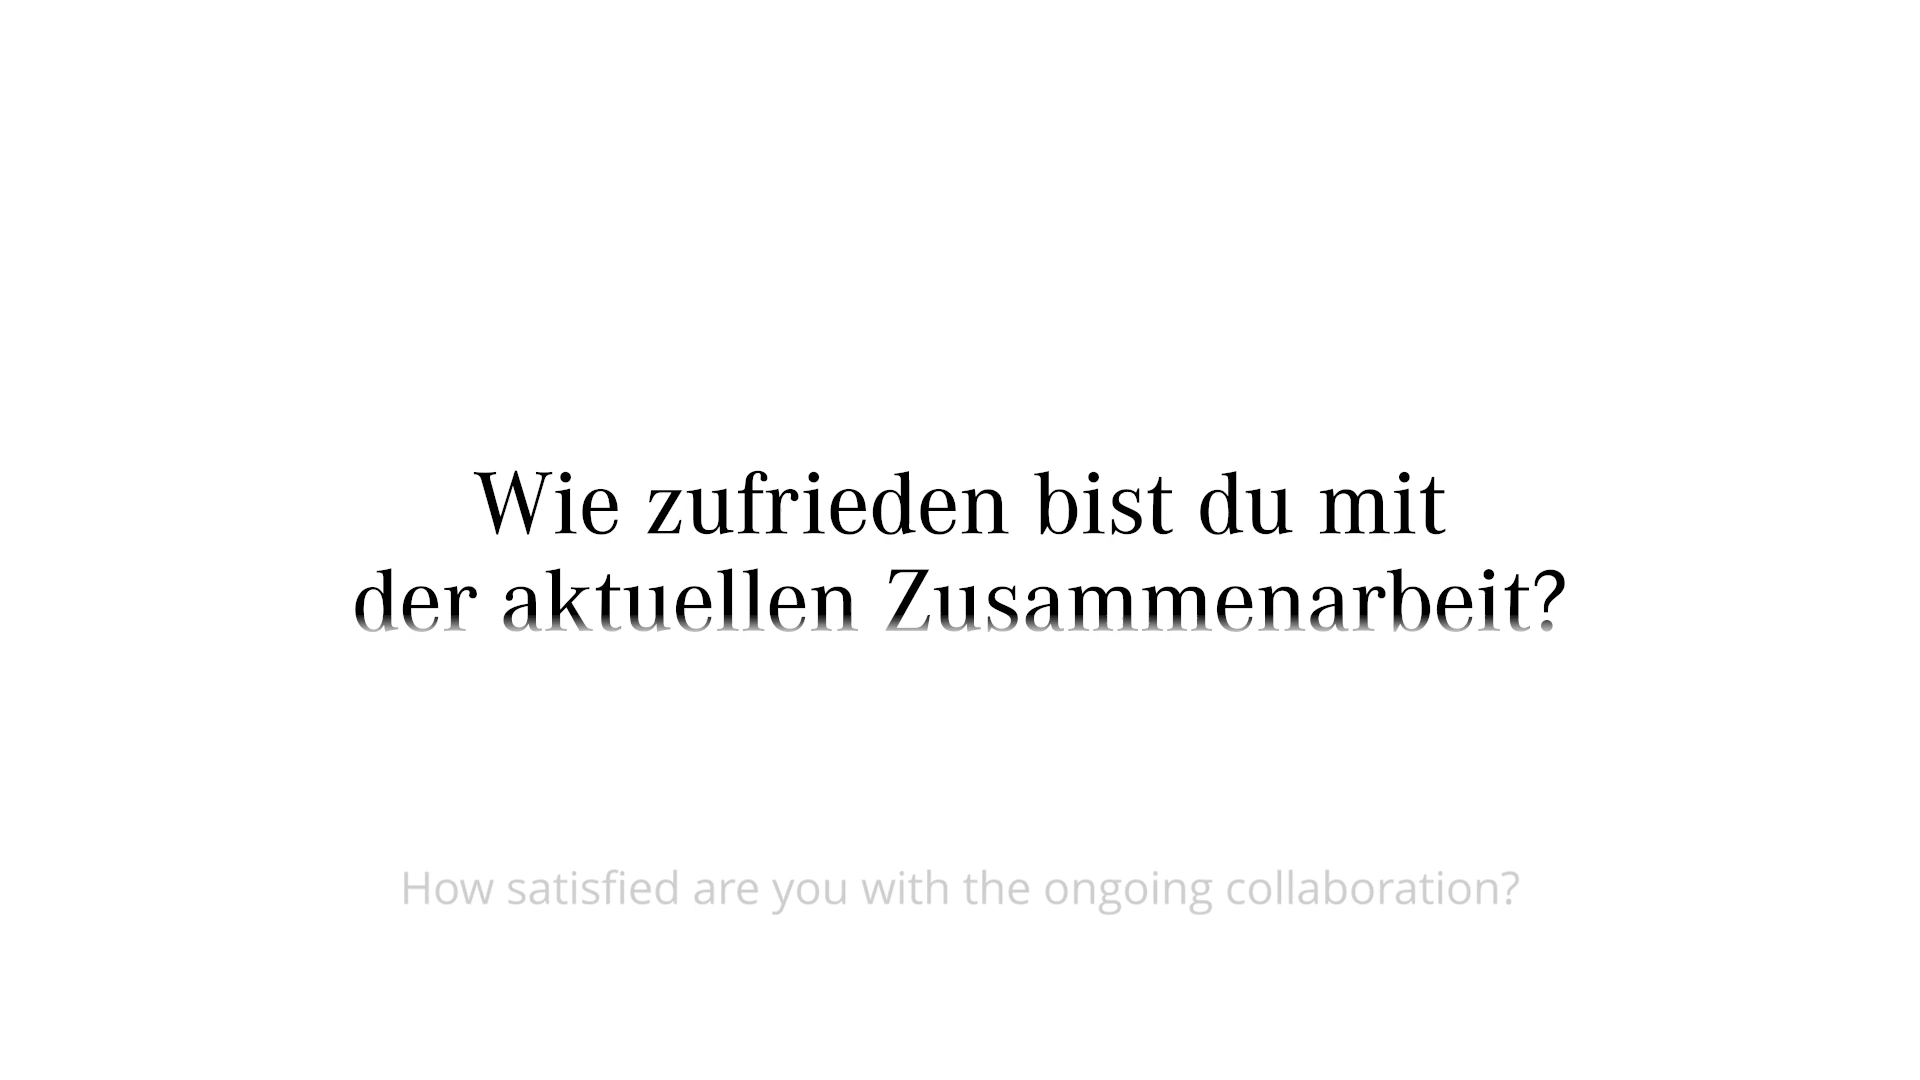 Wie zufrieden bist du mit
der aktuellen Zusammenarbeit?
How satisfied are you with the ongoing collaboration?